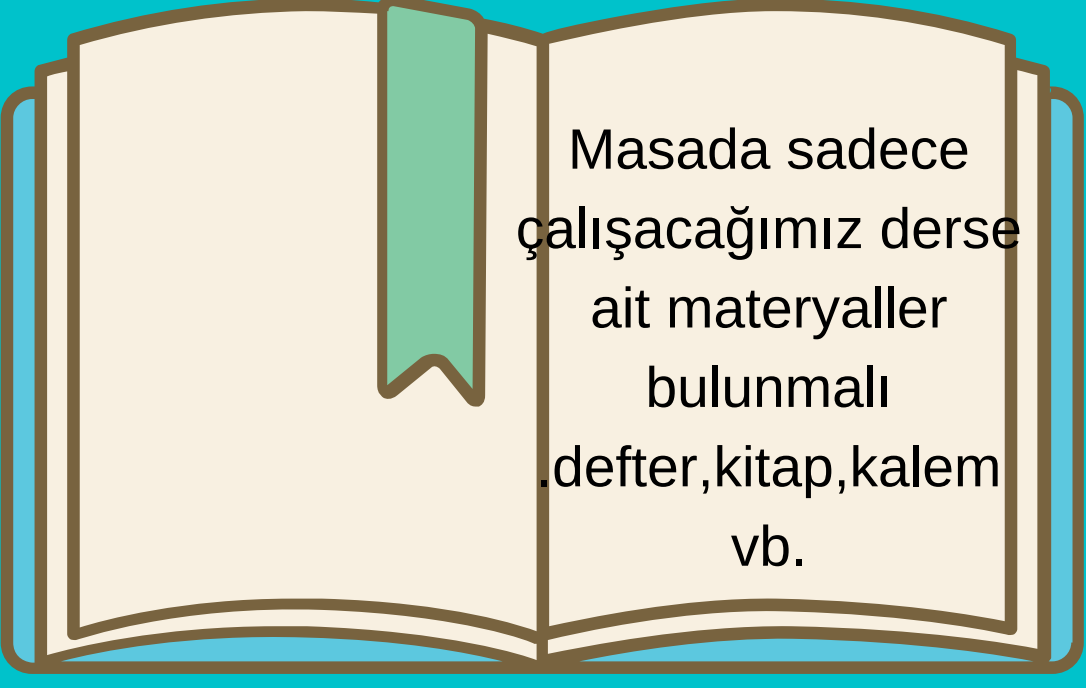 Masada sadece
çalışacağımız derse
ait materyaller
bulunmalı
.defter,kitap,kalem
vb.